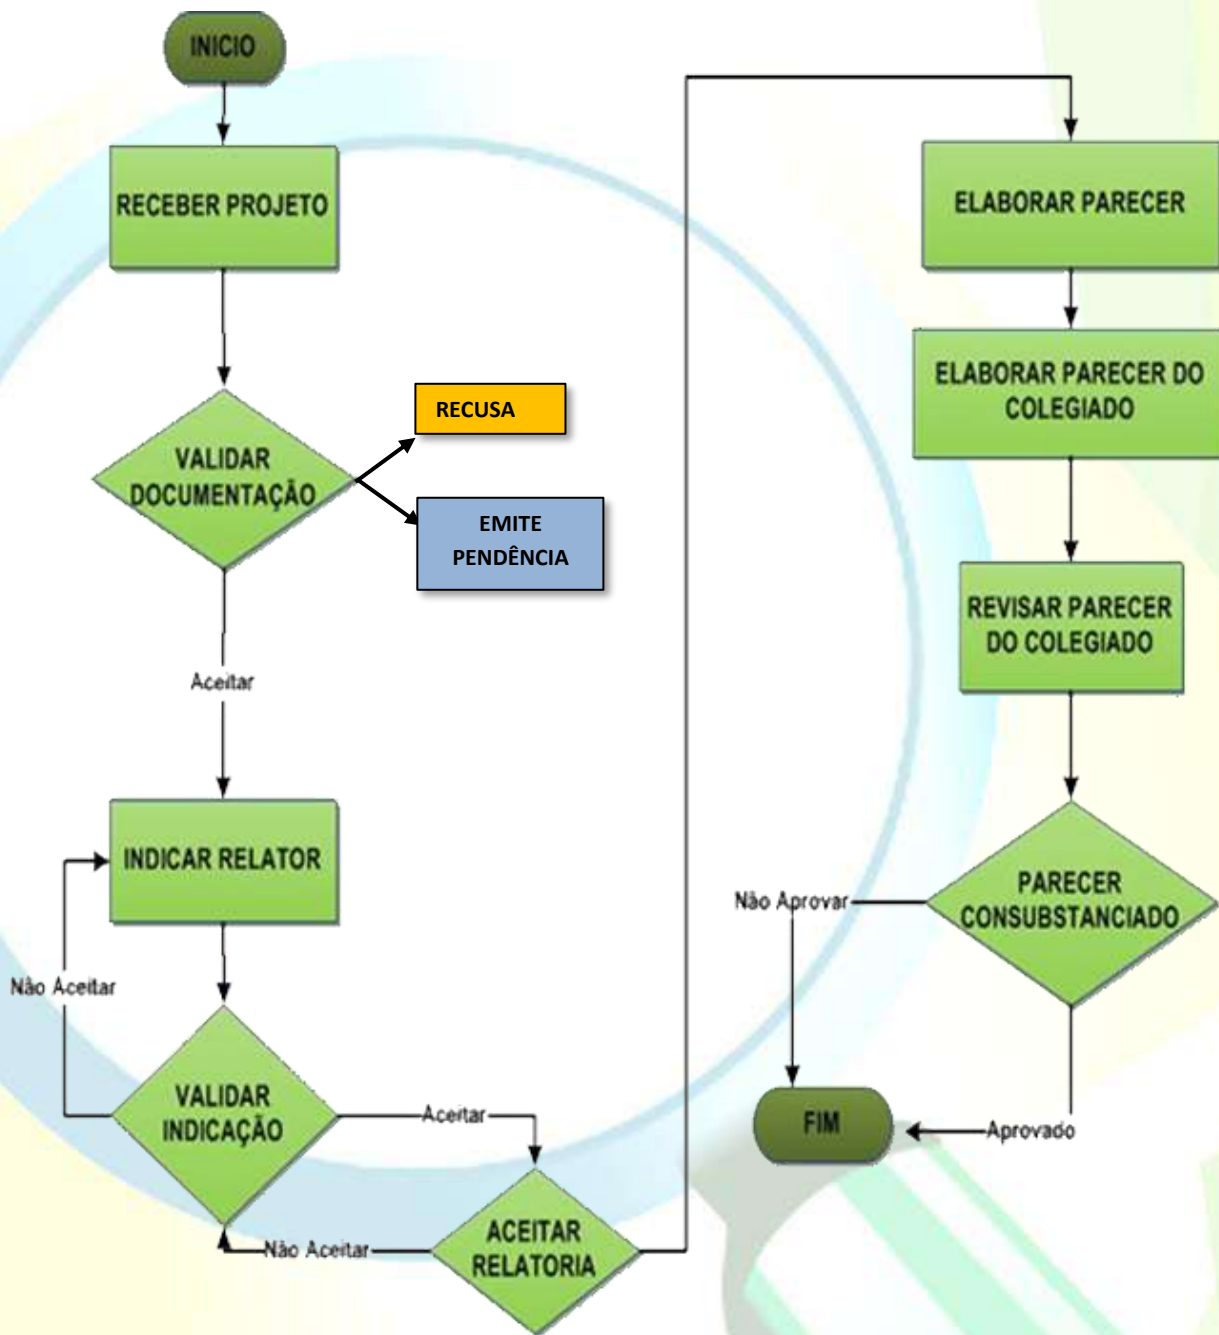 INICIO
RECEBER PROJETO
VALIDAR
DOCUMENTAÇÃO
RECUSA
EMITE
PENDÊNCIA
Aceitar
INDICAR RELATOR
Não Aceitar
VALIDAR
INDICAÇÃO
Aceitar
ACEITAR
RELATORIA
Não Aceitar
ELABORAR PARECER
ELABORAR PARECER DO
COLEGIADO
REVISAR PARECER
DO COLEGIADO
PARECER
CONSUBSTANCIADO
Não Aprovar
Aprovado
FIM